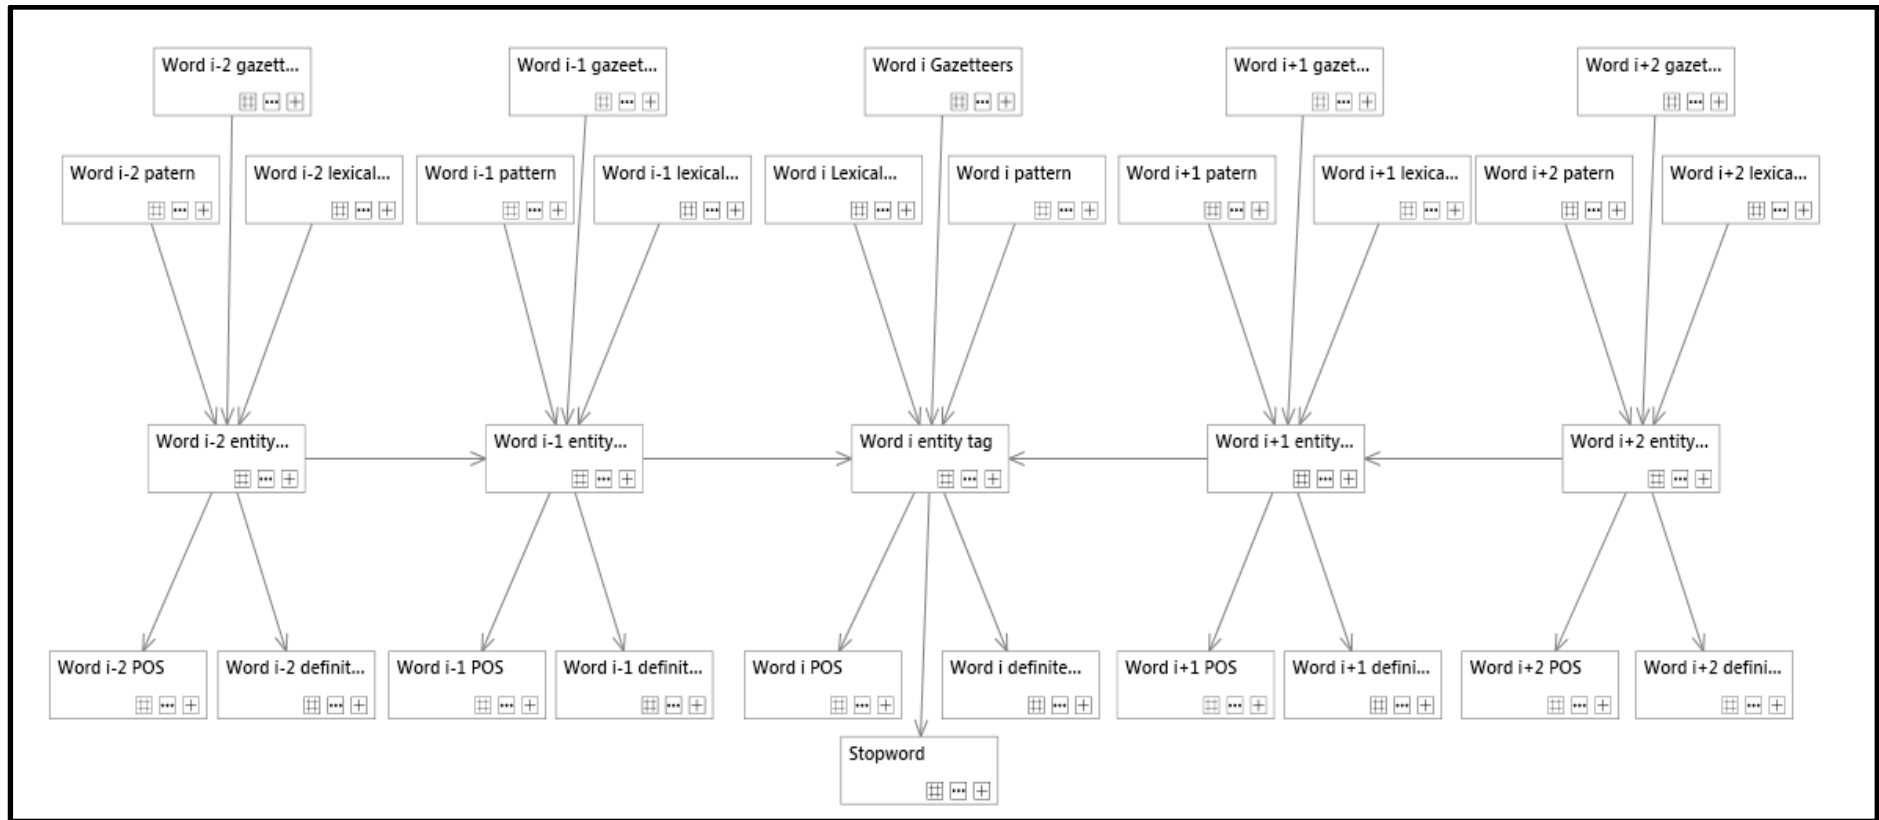 Word i-2 gazett...
Word i-1 gazeet...
Word i Gazetteers
Word i+1 gazet...
Word i+2 gazet...
Word i-2 patern
Word i-2 lexical...
Word i-1 pattern
Word i-1 lexical...
Word i Lexical...
Word i pattern
Word i+1 patern
Word i+1 lexica...
Word i+2 patern
Word i+2 lexica...
Word i-2 entity...
Word i-1 entity...
Word i entity tag
Word i+1 entity...
Word i+2 entity...
Word i-2 POS
Word i-2 definit...
Word i-1 POS
Word i-1 definit...
Word i POS
Word i definite...
Word i+1 POS
Word i+1 defini...
Word i+2 POS
Word i+2 defini...
Stopword